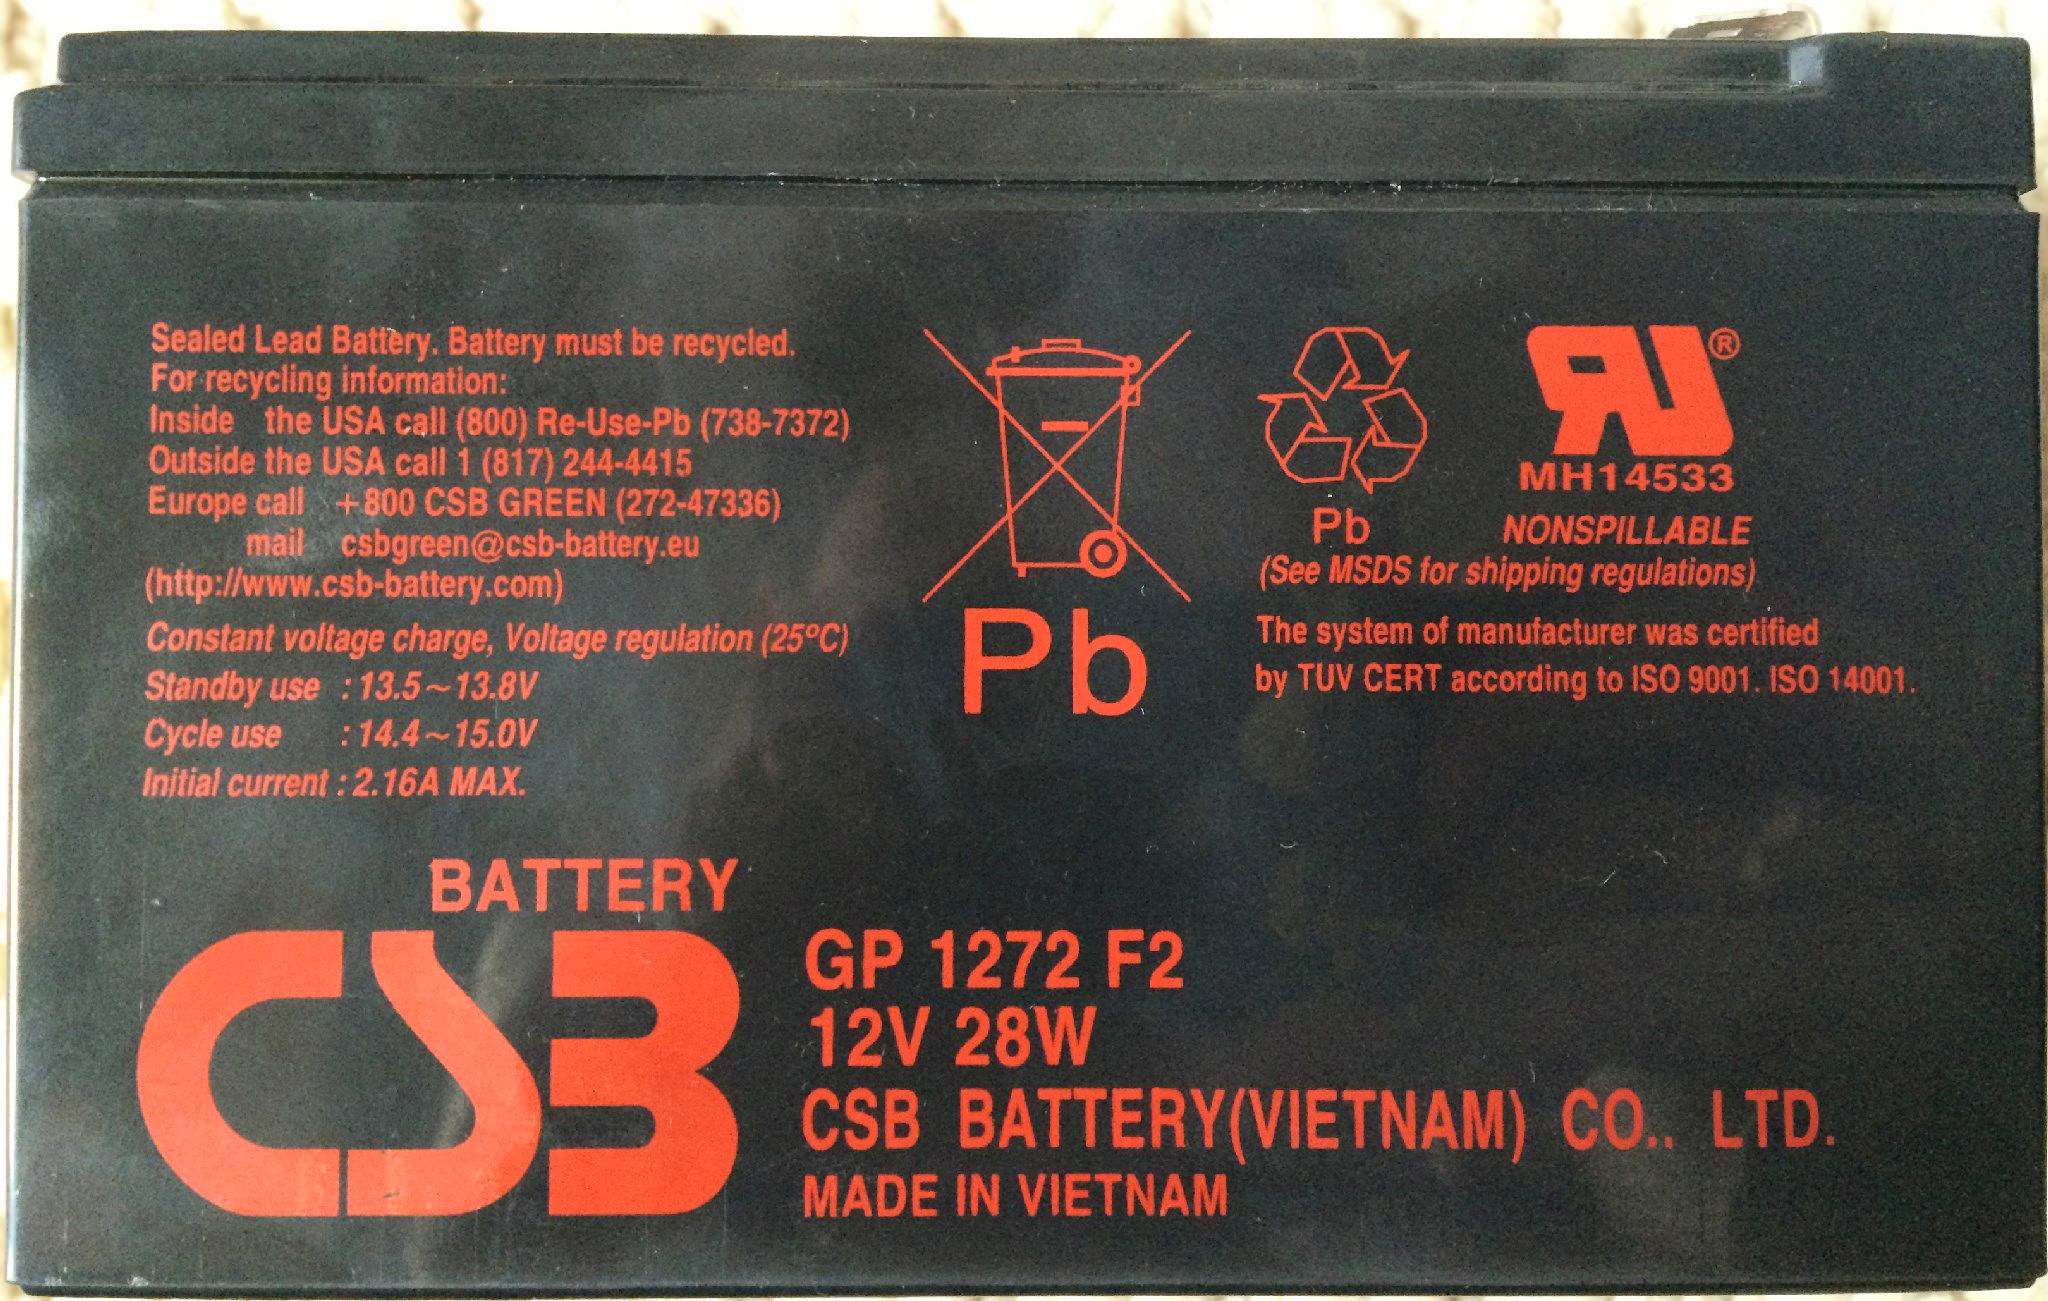 Sealed Lead Battery. Battery must be recycled.
For recycling information:
Inside the USA call (800) Re-Use-Pb (738-7372)
Outside the USA call 1 (817) 244-4415
Europe call +800 CSB GREEN (272-47336)
mail csbgreen@csb-battery.eu
(http://www.csb-battery.com)
Constant voltage charge, Voltage regulation (25ºC)
Standby use : 13.5~13.8V
Cycle use : 14.4~15.0V
Initial current : 2.16A MAX.
Pb
Pb
RU®
MH14533
NONSPILLABLE
(See MSDS for shipping regulations)
The system of manufacturer was certified
by TUV CERT according to ISO 9001. ISO 14001.
BATTERY
CSB
GP 1272 F2
12V 28W
CSB BATTERY(VIETNAM) CO.. LTD.
MADE IN VIETNAM